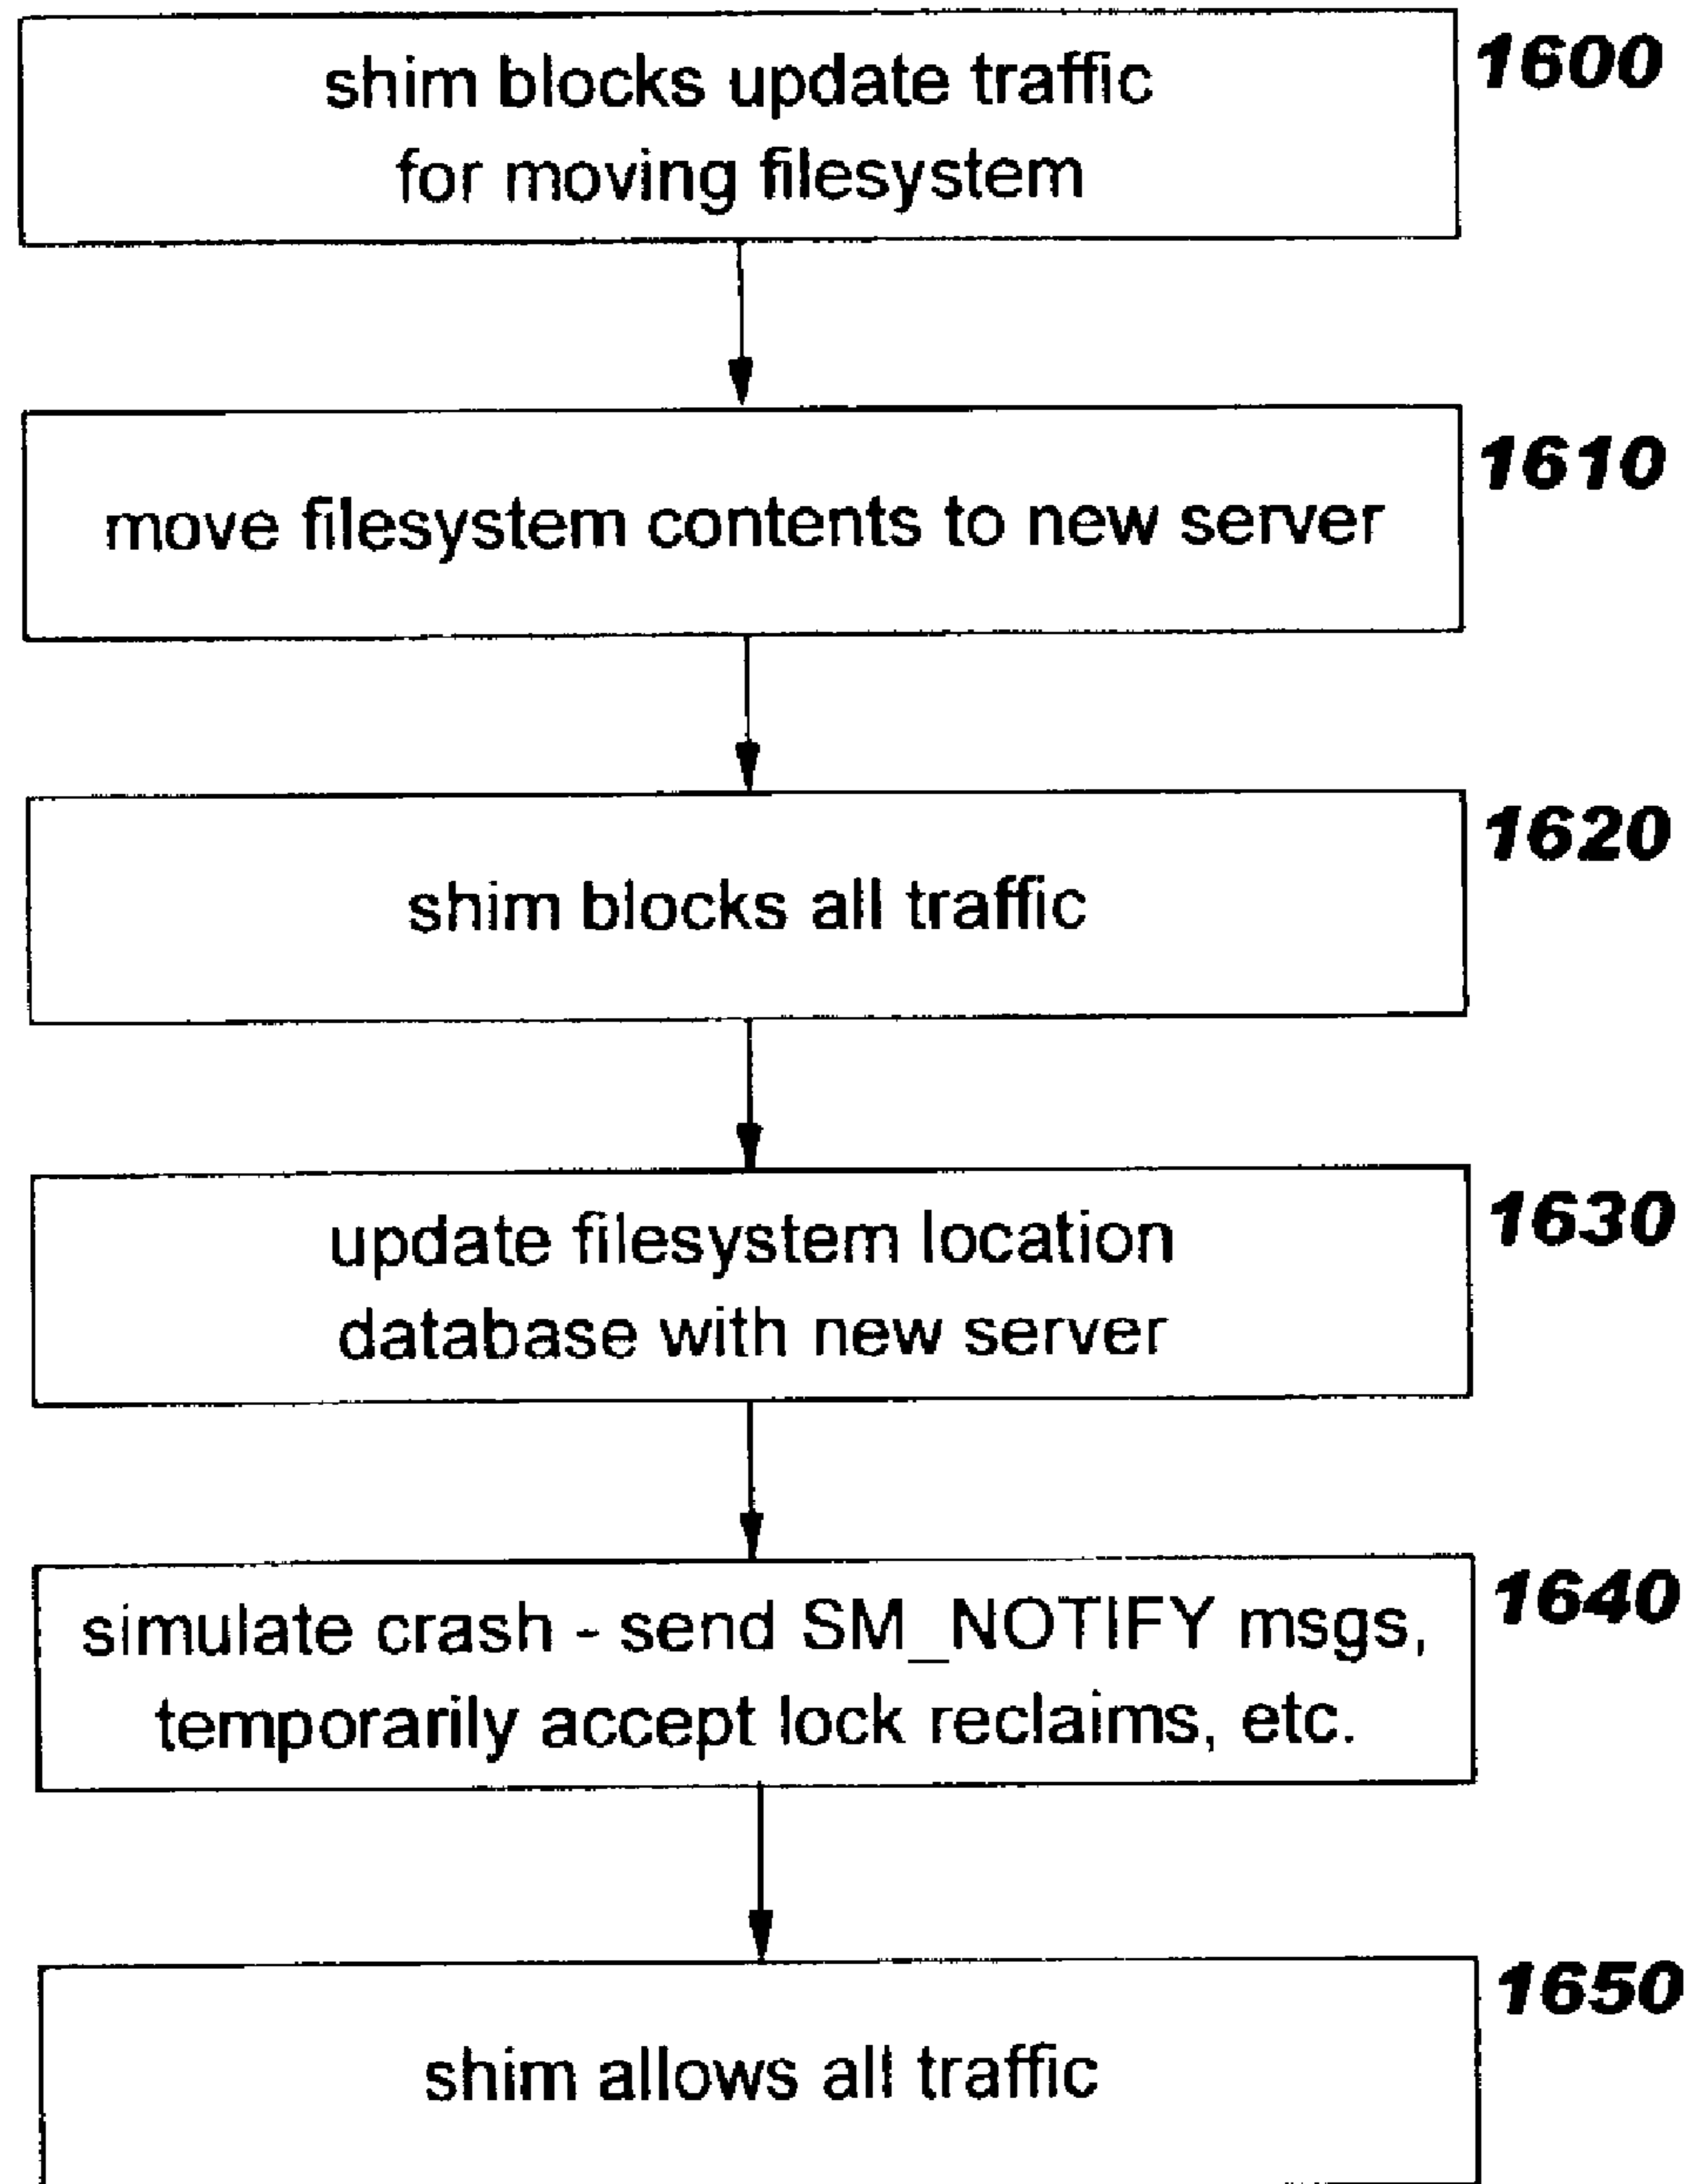 shim blocks update traffic
for moving filesystem
1600
move filesystem contents to new server
1610
shim blocks all traffic
1620
update filesystem location
database with new server
1630
simulate crash - send SM_NOTIFY msgs,
temporarily accept lock reclaims, etc.
1640
shim allows all traffic
1650